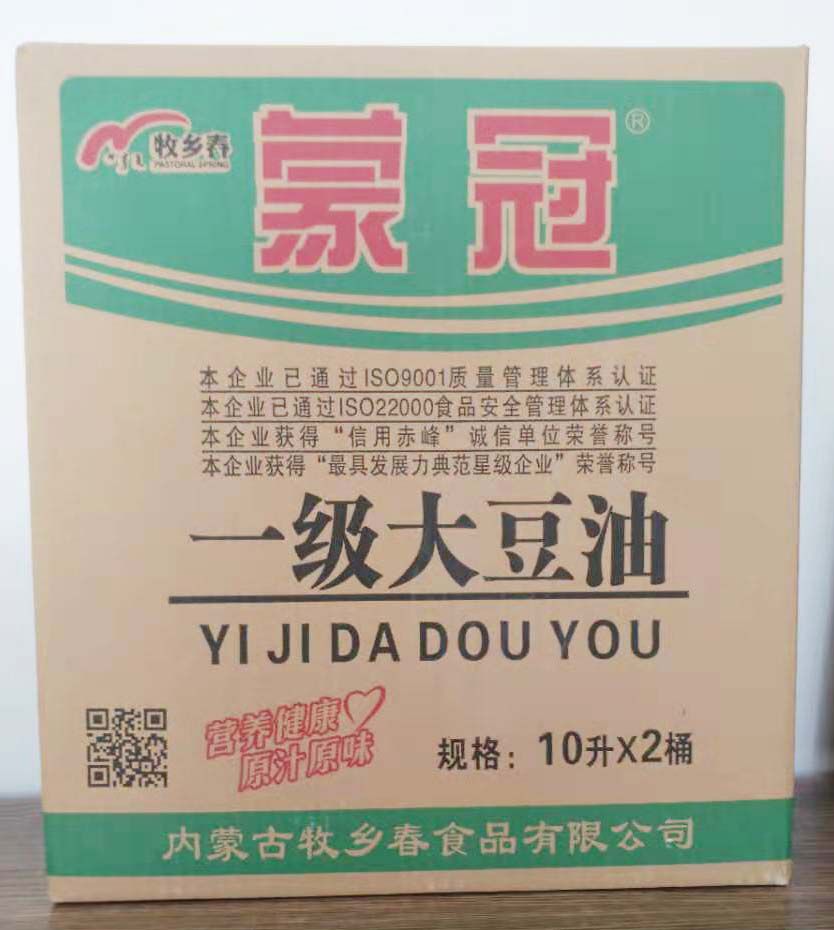 牧乡春
PASTORAL SPRING
蒙冠®
本企业已通过ISO9001质量管理体系认证
本企业已通过ISO22000食品安全管理体系认证
本企业获得“信用赤峰”诚信单位荣誉称号
本企业获得“最具发展力典范星级企业”荣誉称号
一级大豆油
YI JI DA DOU YOU
营养健康
原汁原味
规格：10升X2桶
内蒙古牧乡春食品有限公司